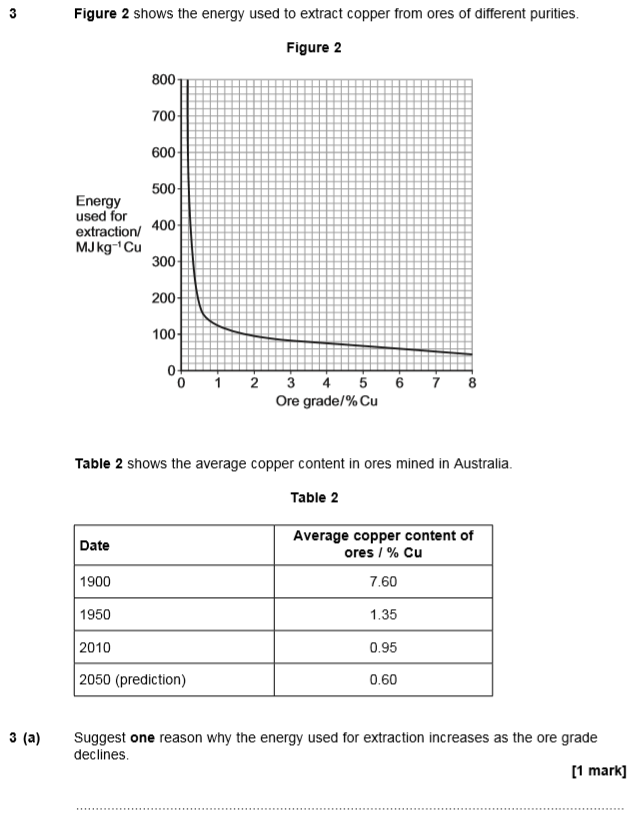 3 Figure 2 shows the energy used to extract copper from ores of different purities.
Figure 2
800
700
600
500
400
300
200
100
0
Energy
used for
extraction/
MJ kg⁻¹ Cu
0 1 2 3 4 5 6 7 8
Ore grade/% Cu
Table 2 shows the average copper content in ores mined in Australia.
Table 2
Date Average copper content of
ores / % Cu
1900 7.60
1950 1.35
2010 0.95
2050 (prediction) 0.60
3 (a) Suggest one reason why the energy used for extraction increases as the ore grade
declines.
[1 mark]